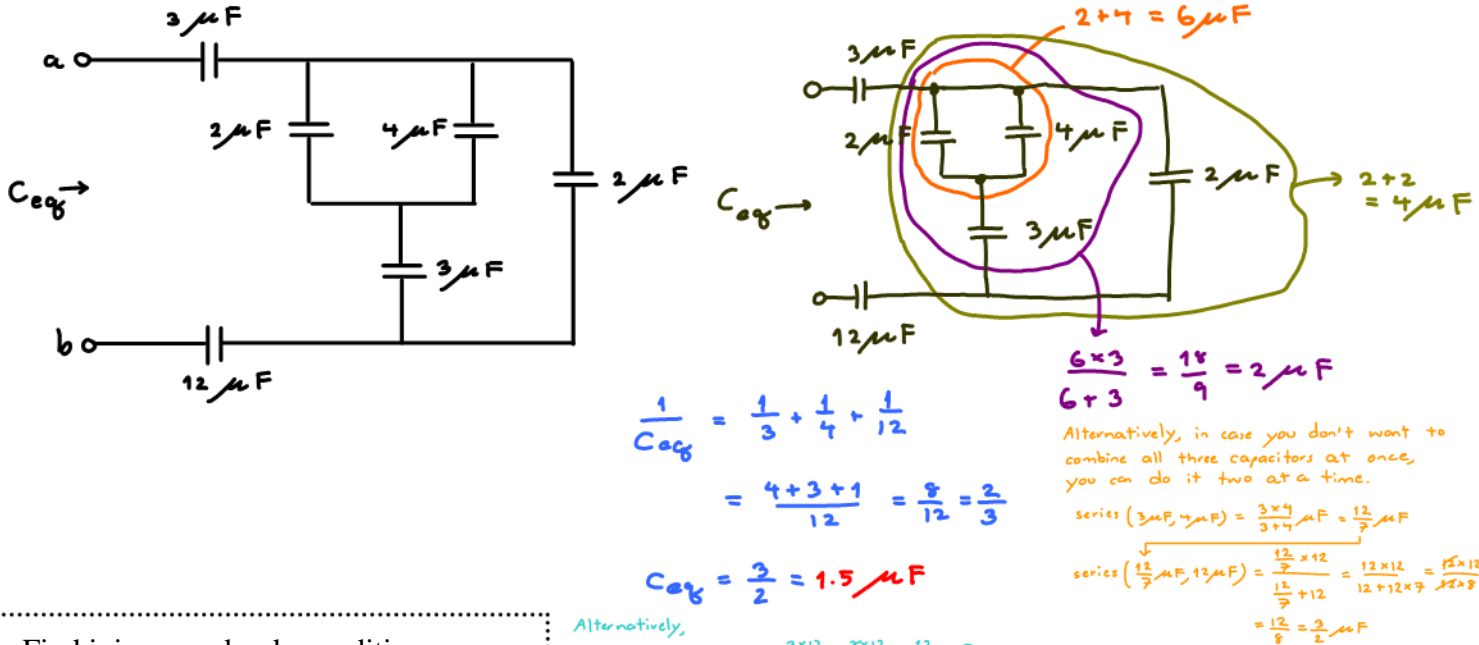 3 μF
a
2 μF
4 μF
2 μF
Ceq →
3 μF
b
12 μF
2+4 = 6 μF
3 μF
2 μF
4 μF
2 μF
2+2
= 4 μF
Ceq →
3 μF
12 μF
6×3/6+3 = 18/9 = 2 μF
1/Ceq = 1/3 + 1/4 + 1/12
= 4+3+1/12 = 8/12 = 2/3
Ceq = 3/2 = 1.5 μF
Alternatively, in case you don't want to
combine all three capacitors at once,
you can do it two at a time.
series (3μF, 4μF) = 3×4/3+4 μF = 12/7 μF
series (12/7 μF, 12μF) = 12/7 ×12 / 12/7 +12 = 12×12/12+12×7 = 12×12/12×8
= 12/8 = 3/2 μF
Alternatively,